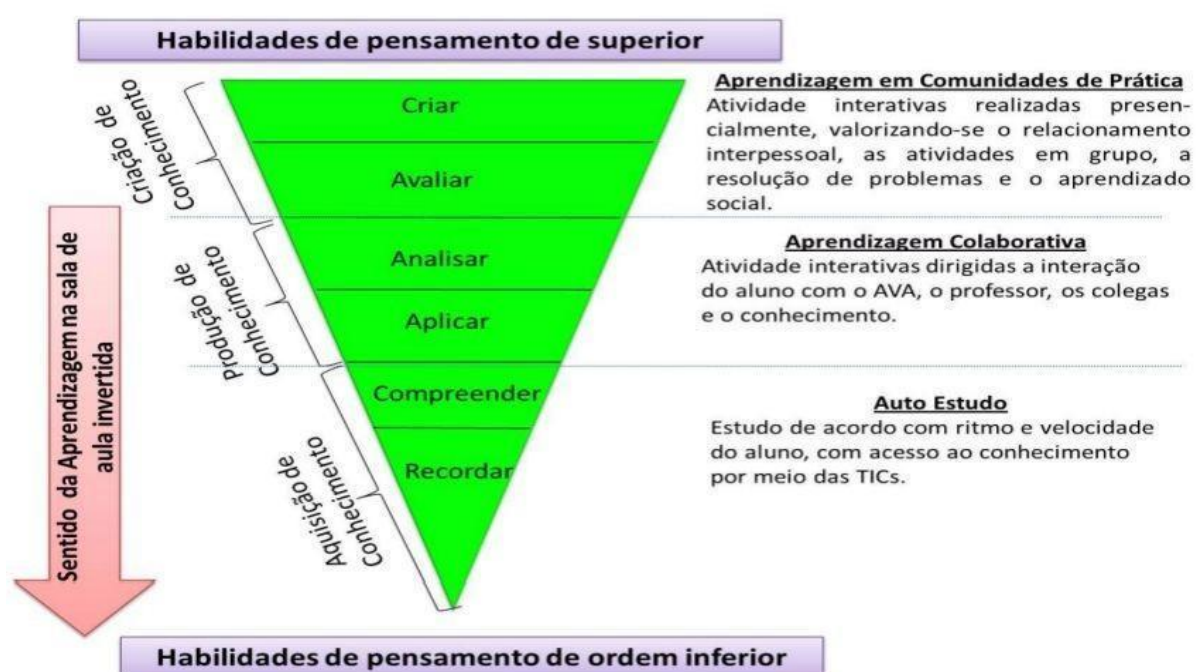 Habilidades de pensamento de superior
Criação de
Conhecimento
Criar
Avaliar
Aprendizagem em Comunidades de Prática
Atividade interativas realizadas presen-
cialmente, valorizando-se o relacionamento
interpessoal, as atividades em grupo, a
resolução de problemas e o aprendizado
social.
Sentido da Aprendizagem na sala de
aula invertida
Produção de
Conhecimento
Analisar
Aplicar
Aprendizagem Colaborativa
Atividade interativas dirigidas a interação
do aluno com o AVA, o professor, os colegas
e o conhecimento.
Aquisição de
Conhecimento
Compreender
Recordar
Auto Estudo
Estudo de acordo com ritmo e velocidade
do aluno, com acesso ao conhecimento
por meio das TICs.
Habilidades de pensamento de ordem inferior